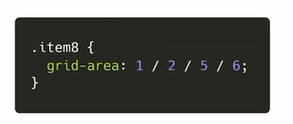 .item8 {
  grid-area: 1 / 2 / 5 / 6;
}